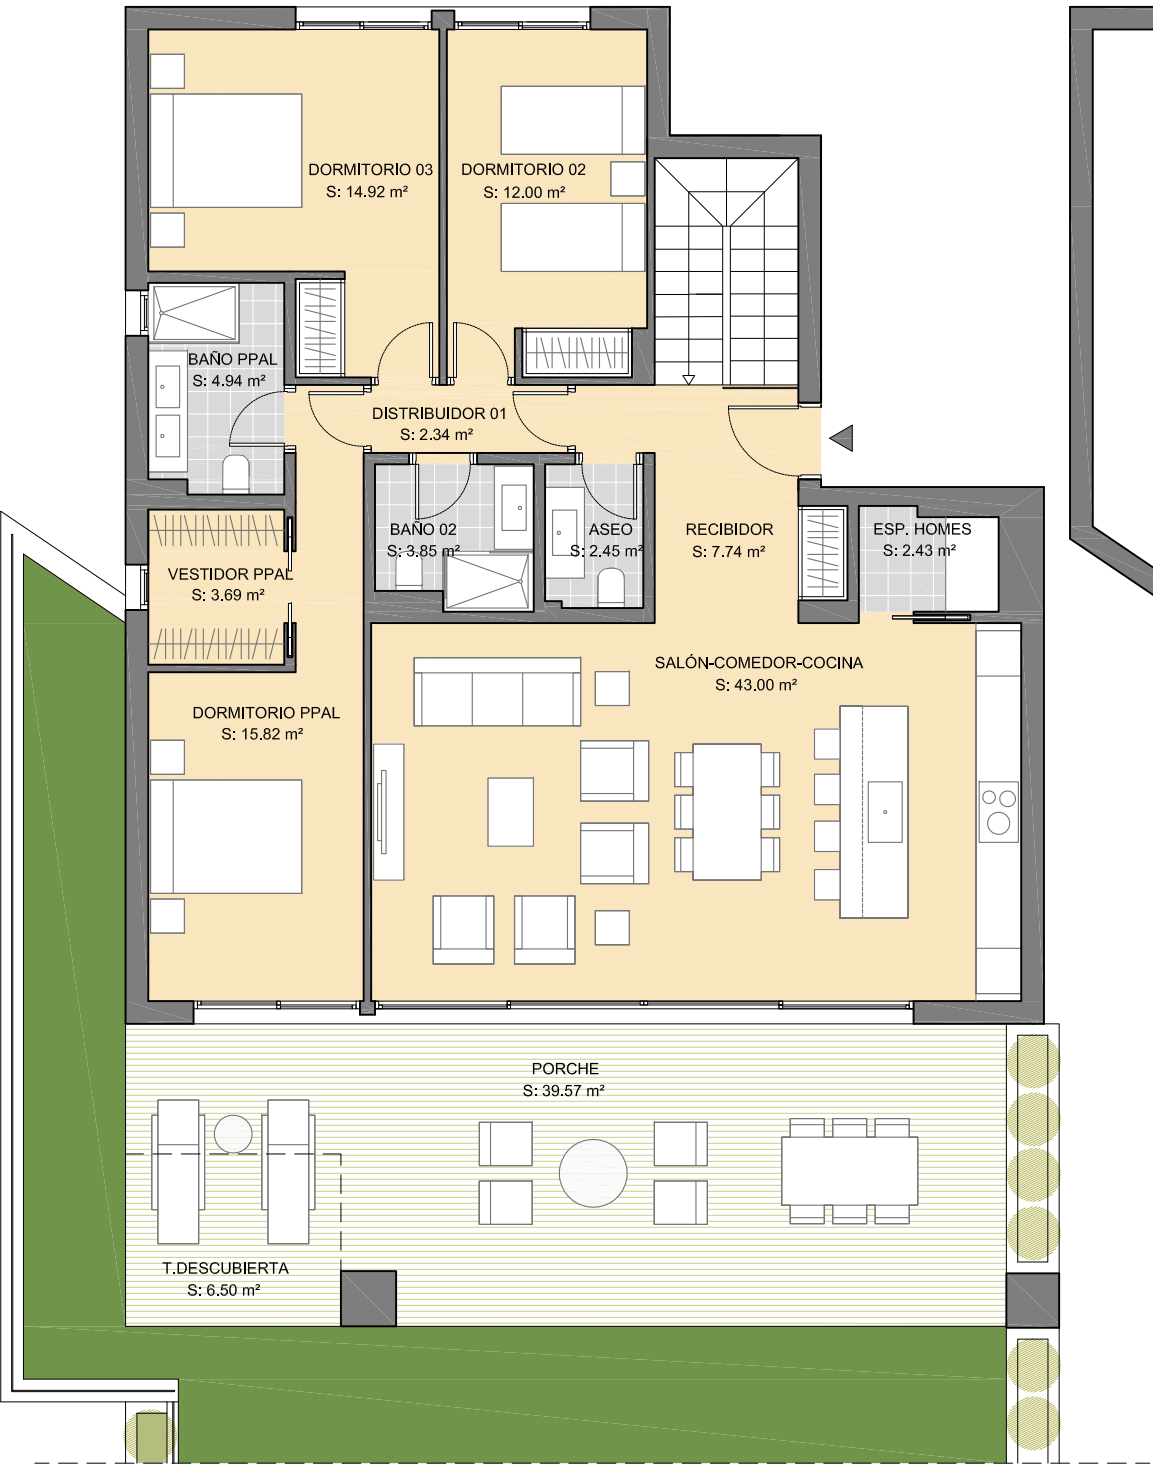 DORMITORIO 03
S: 14.92 m²
DORMITORIO 02
S: 12.00 m²
BAÑO PPAL
S: 4.94 m²
DISTRIBUIDOR 01
S: 2.34 m²
BAÑO 02
S: 3.85 m²
ASEO
S: 2.45 m²
RECIBIDOR
S: 7.74 m²
ESP. HOMES
S: 2.43 m²
VESTIDOR PPAL
S: 3.69 m²
SALÓN-COMEDOR-COCINA
S: 43.00 m²
DORMITORIO PPAL
S: 15.82 m²
PORCHE
S: 39.57 m²
T.DESCUBIERTA
S: 6.50 m²